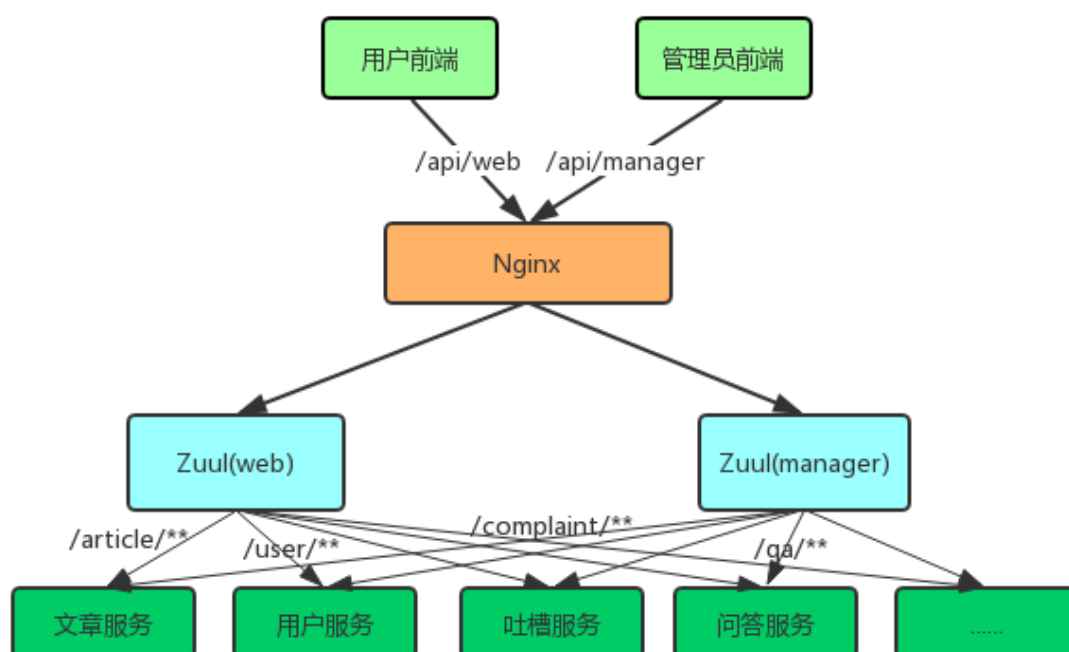 用户前端
管理员前端
/api/web
/api/manager
Nginx
Zuul(web)
Zuul(manager)
/article/**
/user/**
/complaint/**
/qa/**
文章服务
用户服务
吐槽服务
问答服务
......